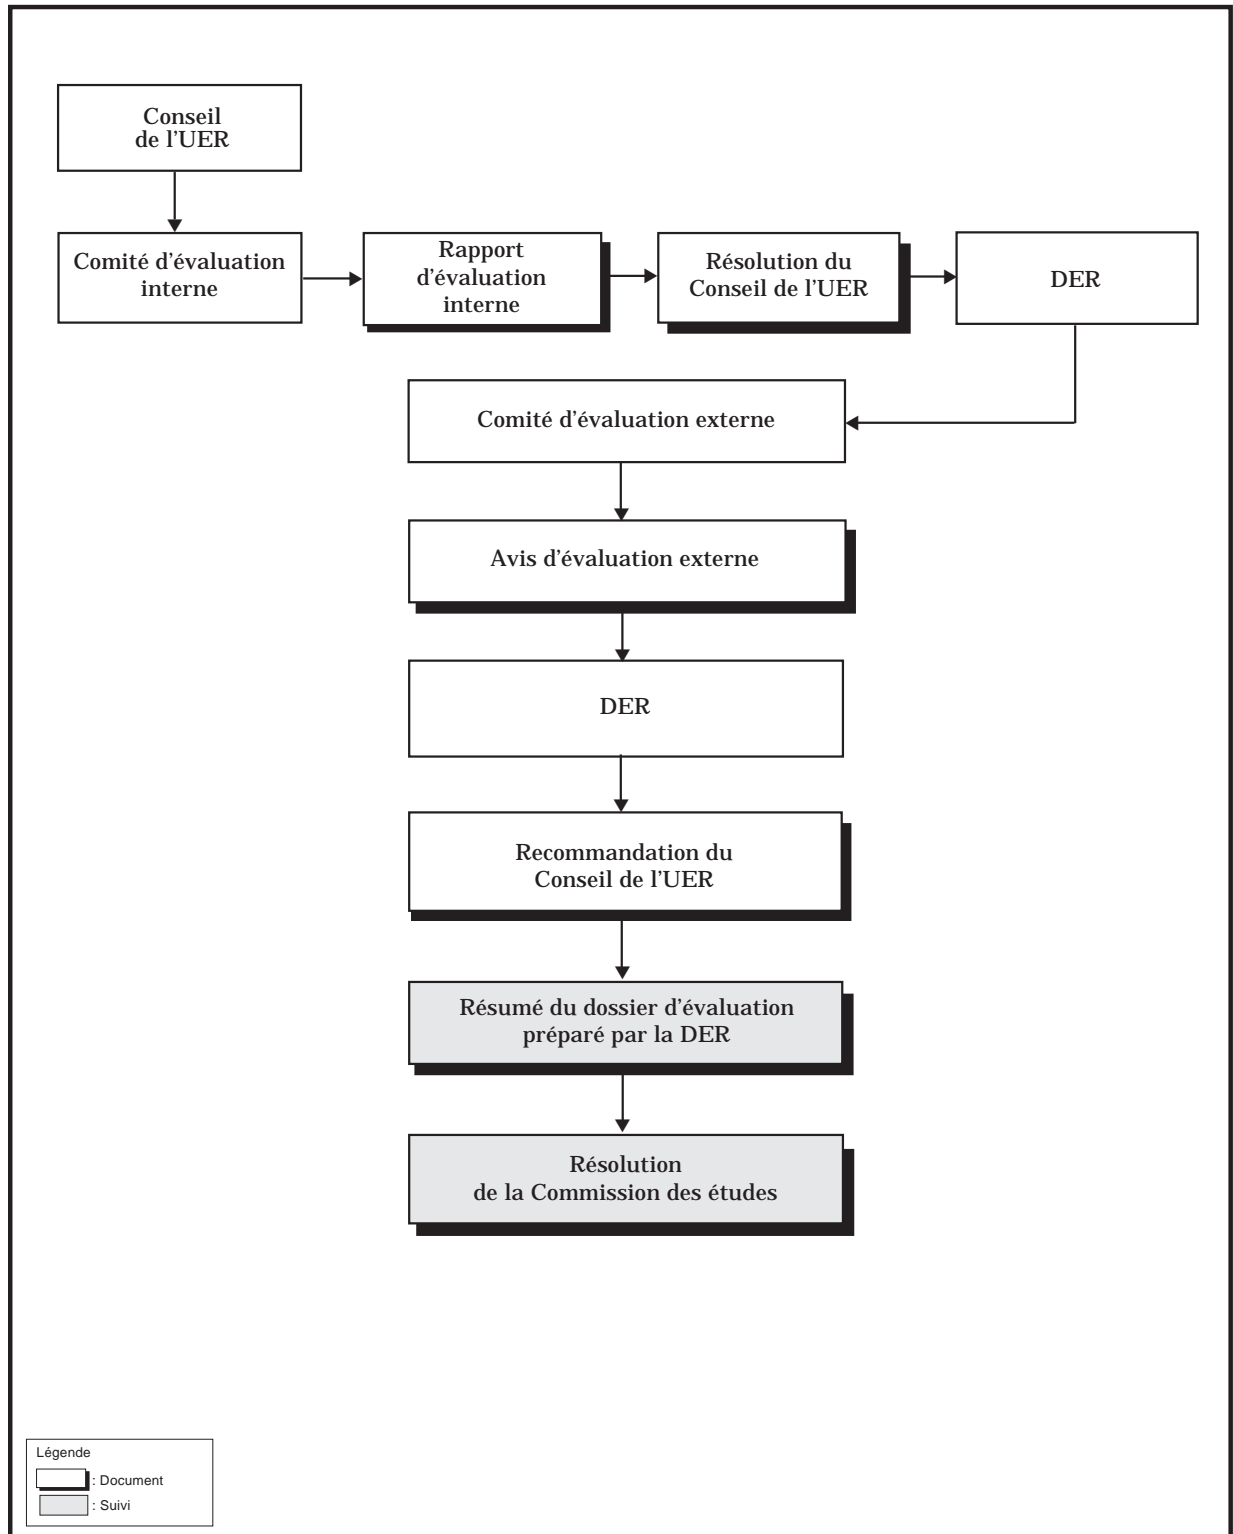 Conseil
de l'UER
Comité d'évaluation
interne
Rapport
d'évaluation
interne
Résolution du
Conseil de l'UER
DER
Comité d'évaluation externe
Avis d'évaluation externe
DER
Recommandation du
Conseil de l'UER
Résumé du dossier d'évaluation
préparé par la DER
Résolution
de la Commission des études
Légende
: Document
: Suivi